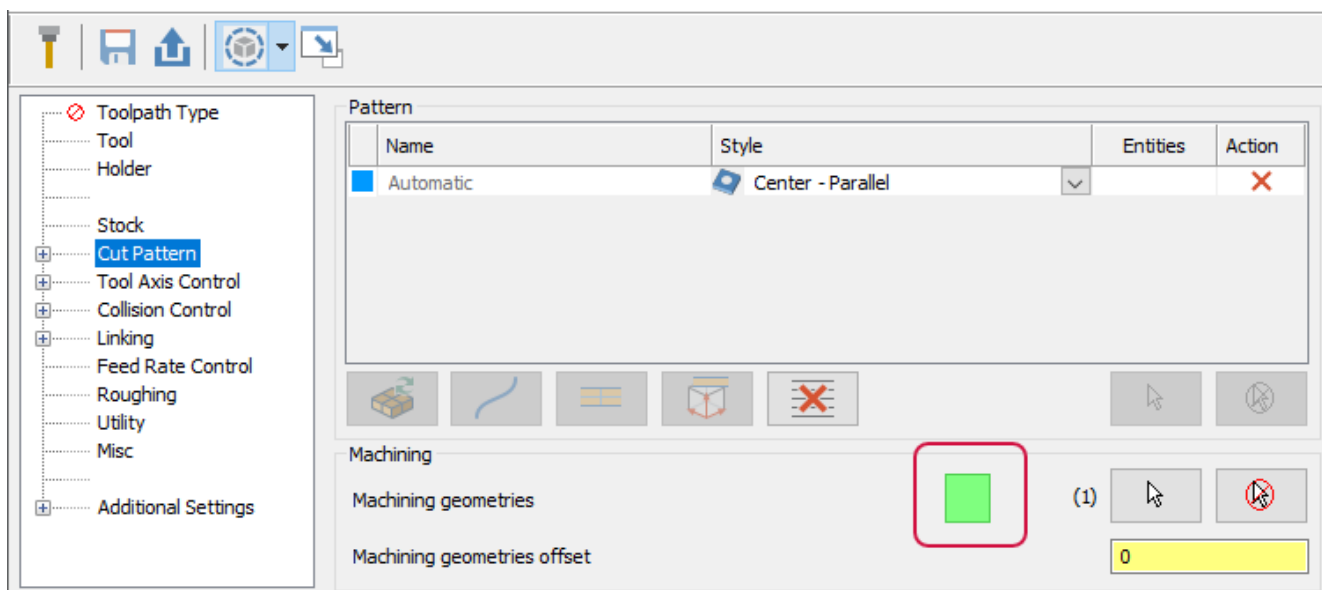 Toolpath Type
Tool
Holder
Stock
Cut Pattern
Tool Axis Control
Collision Control
Linking
Feed Rate Control
Roughing
Utility
Misc
Additional Settings
Pattern
Name Style Entities Action
Automatic Center - Parallel
Machining
Machining geometries (1)
Machining geometries offset 0